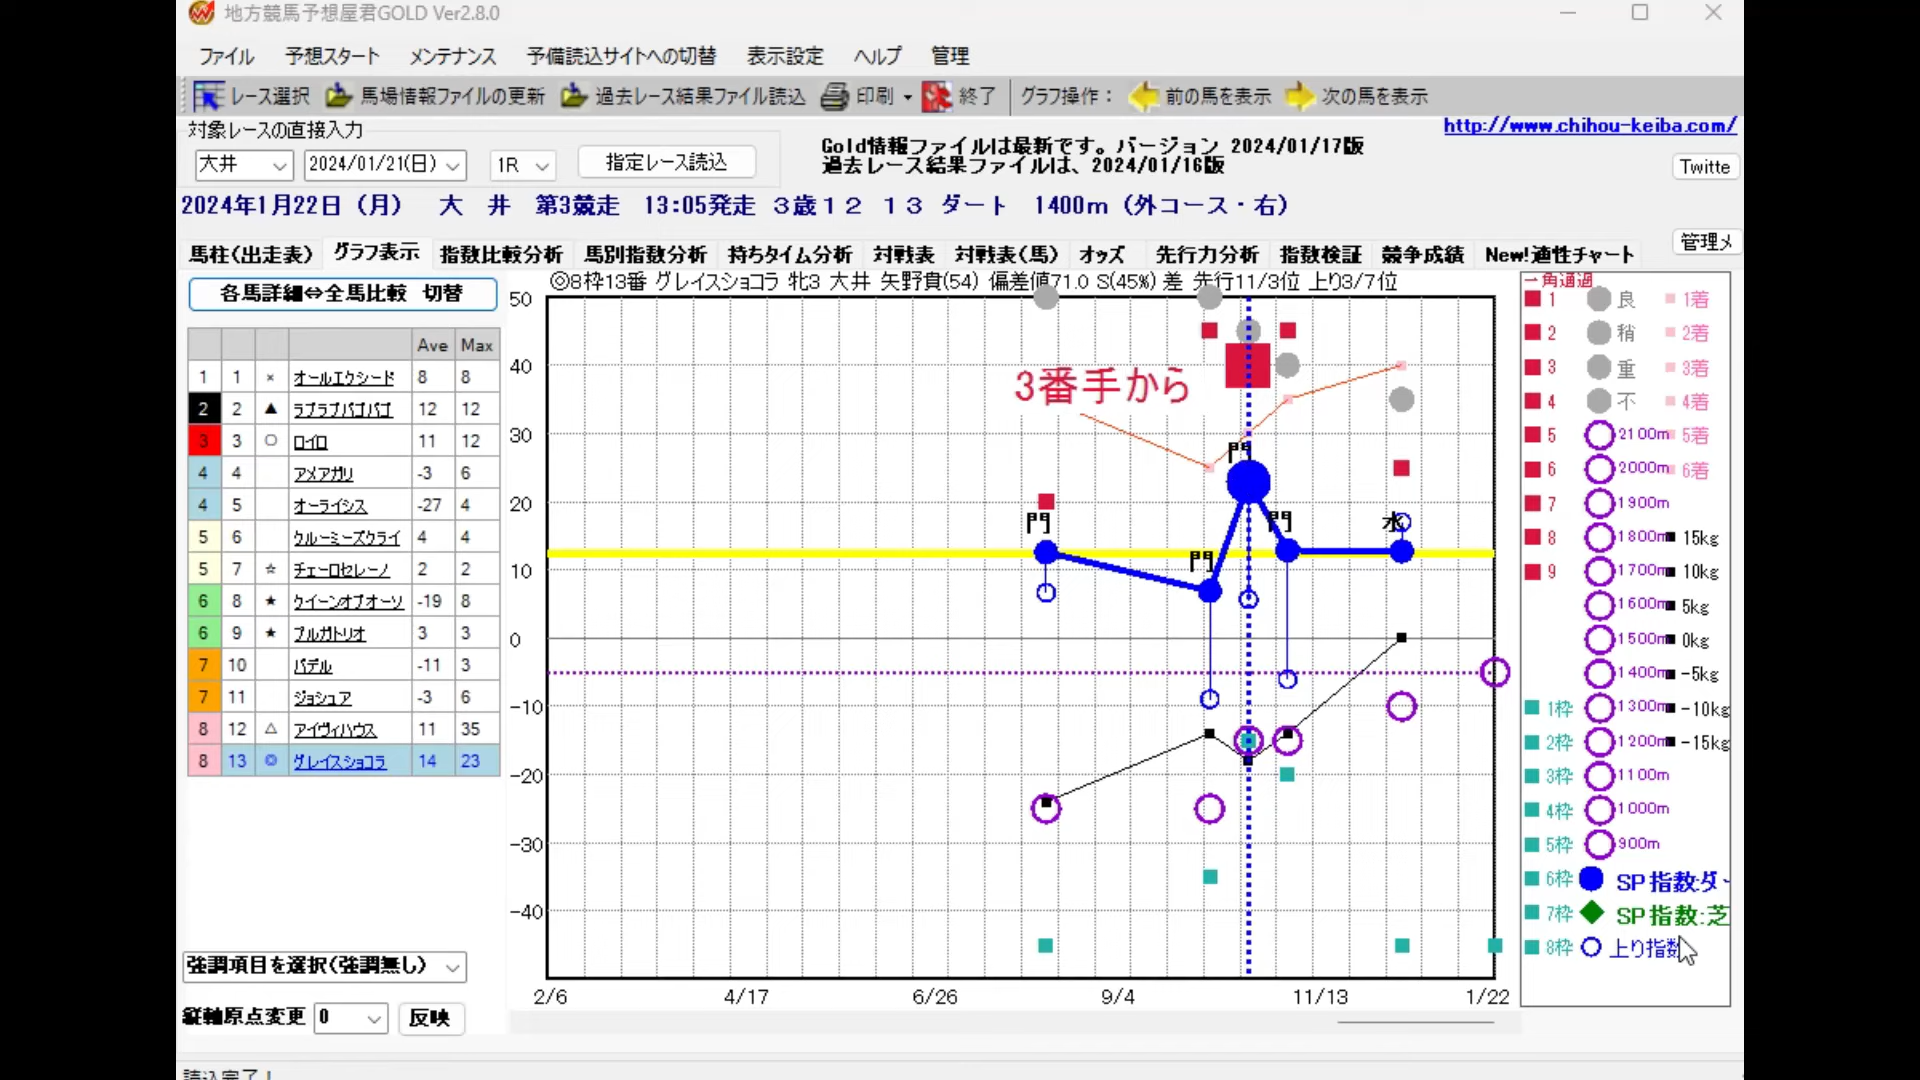 地方競馬予想屋君GOLD Ver2.8.0
ファイル 予想スタート メンテナンス 予備読込サイトへの切替 表示設定 ヘルプ 管理
レース選択 馬場情報ファイルの更新 過去レース結果ファイル読込 印刷 終了 グラフ操作： 前の馬を表示 次の馬を表示
対象レースの直接入力
http://www.chihou-keiba.com/
大井 2024/01/21(日) 1R 指定レース読込
Gold情報ファイルは最新です。バージョン 2024/01/17版
過去レース結果ファイルは、2024/01/16版
Twitte
2024年1月22日（月） 大 井 第3競走 13:05発走 3歳１２ １３ ダート 1400m（外コース・右）
管理メ
馬柱(出走表) グラフ表示 指数比較分析 馬別指数分析 持ちタイム分析 対戦表 対戦表(馬) オッズ 先行力分析 指数検証 競争成績 New!適性チャート
各馬詳細⇔全馬比較 切替
◎8枠13番 グレイスショコラ 牝3 大井 矢野貴(54) 偏差値71.0 S(45%) 差 先行11/3位 上り3/7位
Ave Max
1 1 × オールエクシード 8 8
2 2 ▲ ラブラブパゴパゴ 12 12
3 3 ○ ロイロ 11 12
4 4 アメアガリ -3 6
4 5 オーライシス -27 4
5 6 クルーミーズクライ 4 4
5 7 ☆ チェーロセレーノ 2 2
6 8 ★ クイーンオブオーソ -19 8
6 9 ★ プルガトリオ 3 3
7 10 パデル -11 3
7 11 ジョシュア -3 6
8 12 △ アイヴィハウス 11 35
8 13 ◎ グレイスショコラ 14 23
強調項目を選択(強調無し)
縦軸原点変更 0 反映
50
40
30
20
10
0
-10
-20
-30
-40
3番手から
門
門
門
門
水
2/6 4/17 6/26 9/4 11/13 1/22
一角通過
1 良 1着
2 稍 2着
3 重 3着
4 不 4着
5 2100m 5着
6 2000m 6着
7 1900m
8 1800m 15kg
9 1700m 10kg
1600m 5kg
1500m 0kg
1400m -5kg
1枠 1300m -10kg
2枠 1200m -15kg
3枠 1100m
4枠 1000m
5枠 900m
6枠 SP指数:ダ
7枠 SP指数:芝
8枠 上り指数
読込完了！